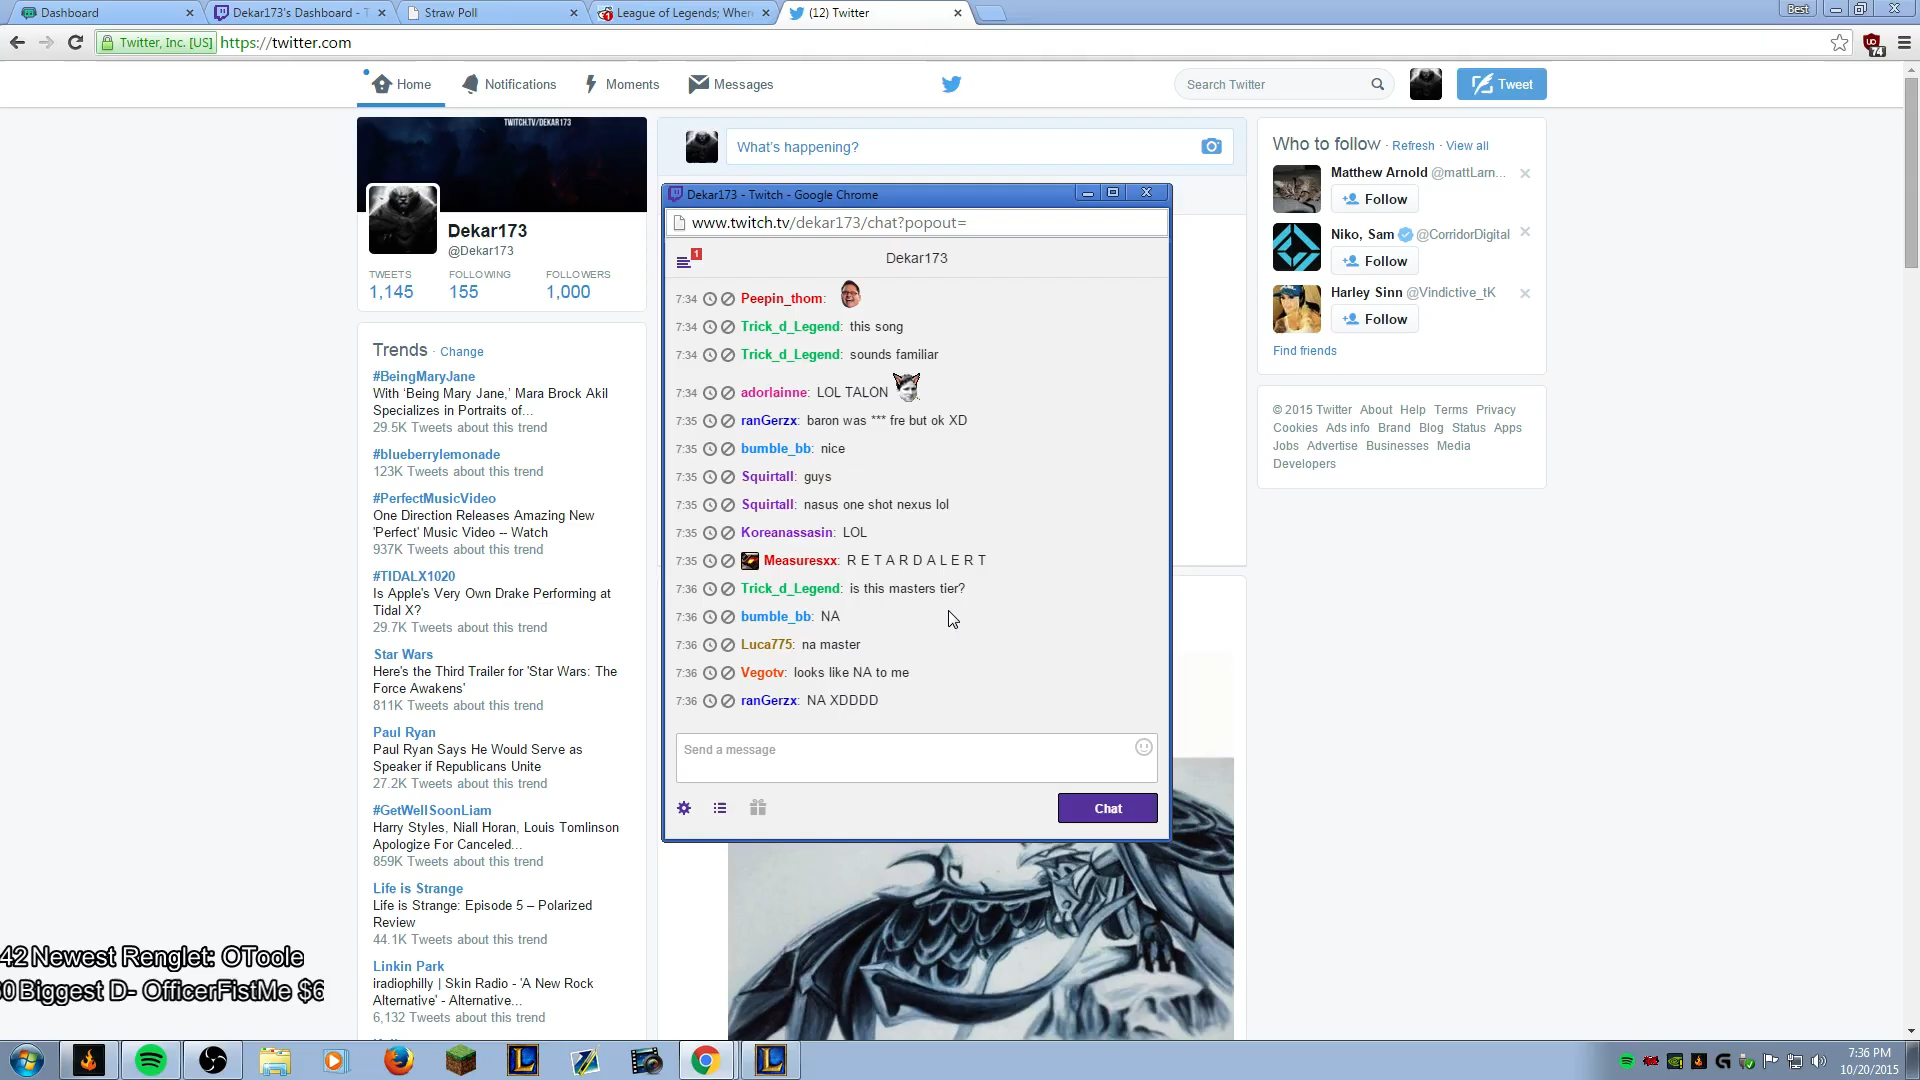 Dashboard
Dekar173's Dashboard - T
Straw Poll
League of Legends; Where
(12) Twitter
Best
Twitter, Inc. [US]
https://twitter.com
74
Home
Notifications
Moments
Messages
Search Twitter
Tweet
TWITCH.TV/DEKAR173
Dekar173
@Dekar173
TWEETS
FOLLOWING
FOLLOWERS
1,145
155
1,000
Trends · Change
#BeingMaryJane
With ‘Being Mary Jane,’ Mara Brock Akil
Specializes in Portraits of...
29.5K Tweets about this trend
#blueberrylemonade
123K Tweets about this trend
#PerfectMusicVideo
One Direction Releases Amazing New
'Perfect' Music Video -- Watch
937K Tweets about this trend
#TIDALX1020
Is Apple's Very Own Drake Performing at
Tidal X?
29.7K Tweets about this trend
Star Wars
Here's the Third Trailer for 'Star Wars: The
Force Awakens'
811K Tweets about this trend
Paul Ryan
Paul Ryan Says He Would Serve as
Speaker if Republicans Unite
27.2K Tweets about this trend
#GetWellSoonLiam
Harry Styles, Niall Horan, Louis Tomlinson
Apologize For Canceled...
859K Tweets about this trend
Life is Strange
Life is Strange: Episode 5 – Polarized
Review
44.1K Tweets about this trend
Linkin Park
iradiophilly | Skin Radio - 'A New Rock
Alternative' - Alternative...
6,132 Tweets about this trend
42 Newest Renglet: OToole
0 Biggest D- OfficerFistMe $6
What's happening?
Dekar173 - Twitch - Google Chrome
www.twitch.tv/dekar173/chat?popout=
1
Dekar173
7:34 Peepin_thom:
7:34 Trick_d_Legend: this song
7:34 Trick_d_Legend: sounds familiar
7:34 adorlainne: LOL TALON
7:35 ranGerzx: baron was *** fre but ok XD
7:35 bumble_bb: nice
7:35 Squirtall: guys
7:35 Squirtall: nasus one shot nexus lol
7:35 Koreanassasin: LOL
7:35 Measuresxx: R E T A R D A L E R T
7:36 Trick_d_Legend: is this masters tier?
7:36 bumble_bb: NA
7:36 Luca775: na master
7:36 Vegotv: looks like NA to me
7:36 ranGerzx: NA XDDDD
Send a message
Chat
Who to follow · Refresh · View all
Matthew Arnold @mattLarn...
Follow
Niko, Sam @CorridorDigital
Follow
Harley Sinn @Vindictive_tK
Follow
Find friends
© 2015 Twitter About Help Terms Privacy
Cookies Ads info Brand Blog Status Apps
Jobs Advertise Businesses Media
Developers
7:36 PM
10/20/2015